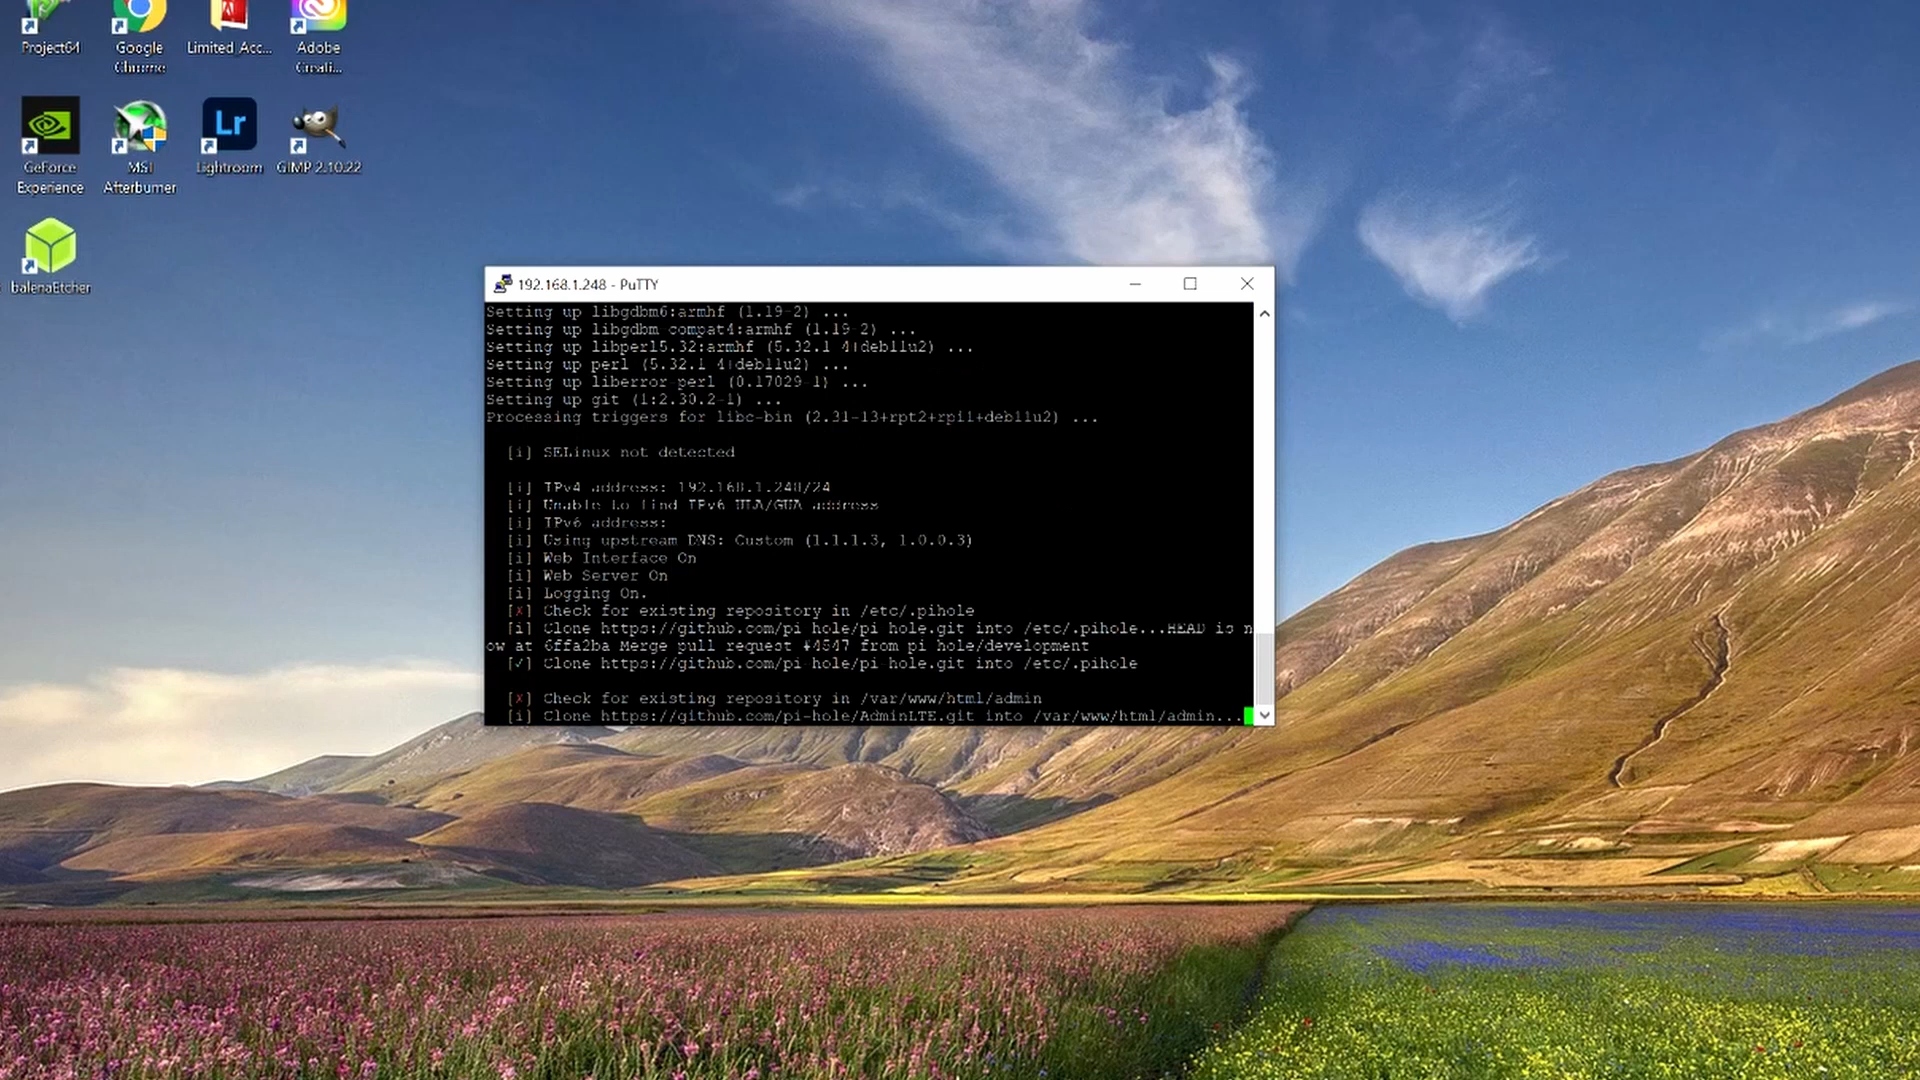 Project64
Google Chrome
Limited_Acc...
Adobe Creati...
GeForce Experience
MSI Afterburner
Lr
Lightroom
GIMP 2.10.22
balenaEtcher
192.168.1.248 - PuTTY
Setting up libgdbm6:armhf (1.19-2) ...
Setting up libgdbm-compat4:armhf (1.19-2) ...
Setting up libperl5.32:armhf (5.32.1-4+deb11u2) ...
Setting up perl (5.32.1-4+deb11u2) ...
Setting up liberror-perl (0.17029-1) ...
Setting up git (1:2.30.2-1) ...
Processing triggers for libc-bin (2.31-13+rpt2+rpi1+deb11u2) ...
[i] SELinux not detected
[i] IPv4 address: 192.168.1.248/24
[i] Unable to find IPv6 ULA/GUA address
[i] IPv6 address:
[i] Using upstream DNS: Custom (1.1.1.3, 1.0.0.3)
[i] Web Interface On
[i] Web Server On
[i] Logging On.
[✗] Check for existing repository in /etc/.pihole
[i] Clone https://github.com/pi-hole/pi-hole.git into /etc/.pihole...HEAD is n
ow at 6ffa2ba Merge pull request #4647 from pi-hole/development
[✓] Clone https://github.com/pi-hole/pi-hole.git into /etc/.pihole
[✗] Check for existing repository in /var/www/html/admin
[i] Clone https://github.com/pi-hole/AdminLTE.git into /var/www/html/admin...